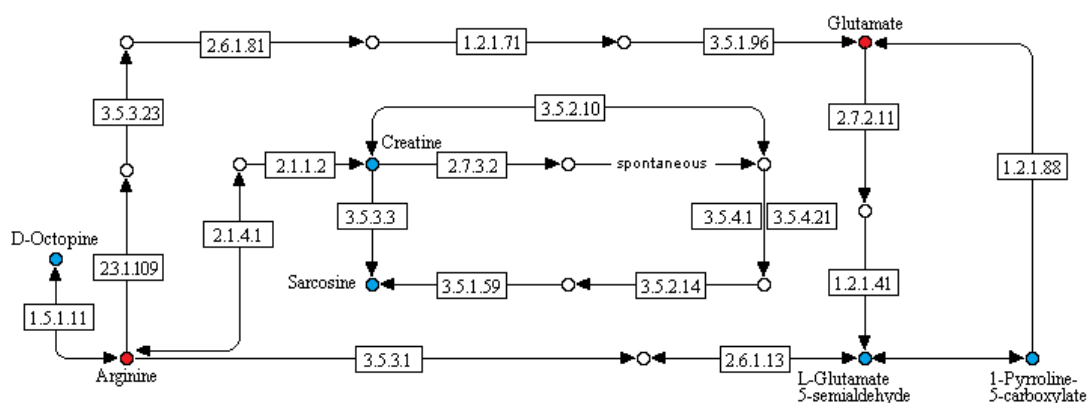 Glutamate
2.6.1.81
1.2.1.71
3.5.1.96
3.5.3.23
3.5.2.10
2.7.2.11
Creatine
2.1.1.2
2.7.3.2
spontaneous
1.2.1.88
D-Octopine
2.1.4.1
3.5.3.3
3.5.4.1
3.5.4.21
23.1.109
Sarcosine
3.5.1.59
3.5.2.14
1.2.1.41
1.5.1.11
3.5.3.1
2.6.1.13
Arginine
L-Glutamate
5-semialdehyde
1-Pyrroline-
5-carboxylate